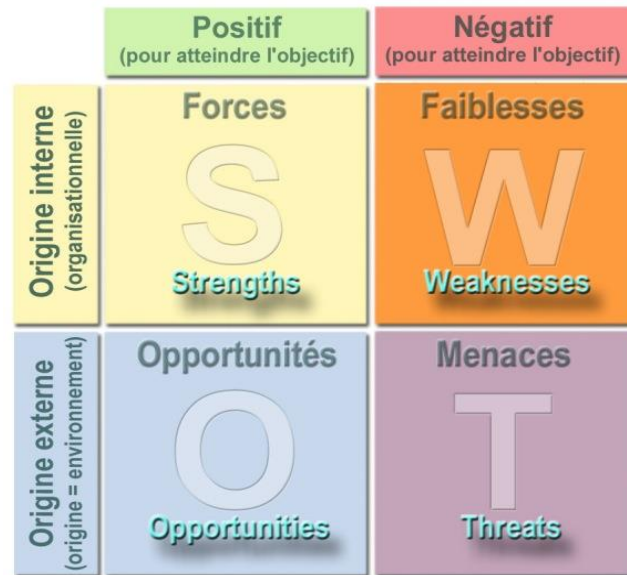 Positif
(pour atteindre l'objectif)
Négatif
(pour atteindre l'objectif)
Origine interne
(organisationnelle)
Forces
S
Strengths
Faiblesses
W
Weaknesses
Origine externe
(origine = environnement)
Opportunités
O
Opportunities
Menaces
T
Threats